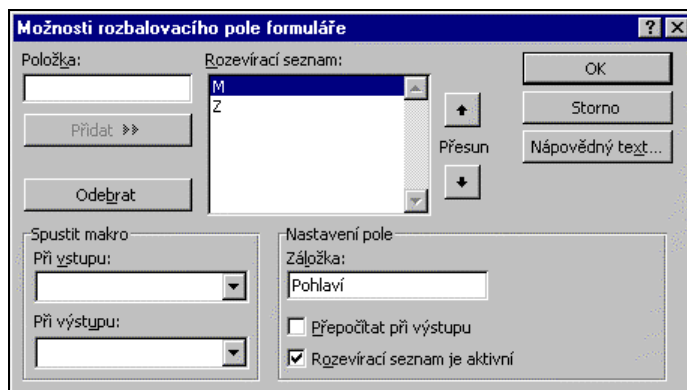 Možnosti rozbalovacího pole formuláře
Položka:
Přidat
Odebrat
Rozevírací seznam:
M
Z
Přesun
OK
Storno
Nápovědný text...
Spustit makro
Při vstupu:
Při výstupu:
Nastavení pole
Záložka:
Pohlaví
Přepočítat při výstupu
Rozevírací seznam je aktivní